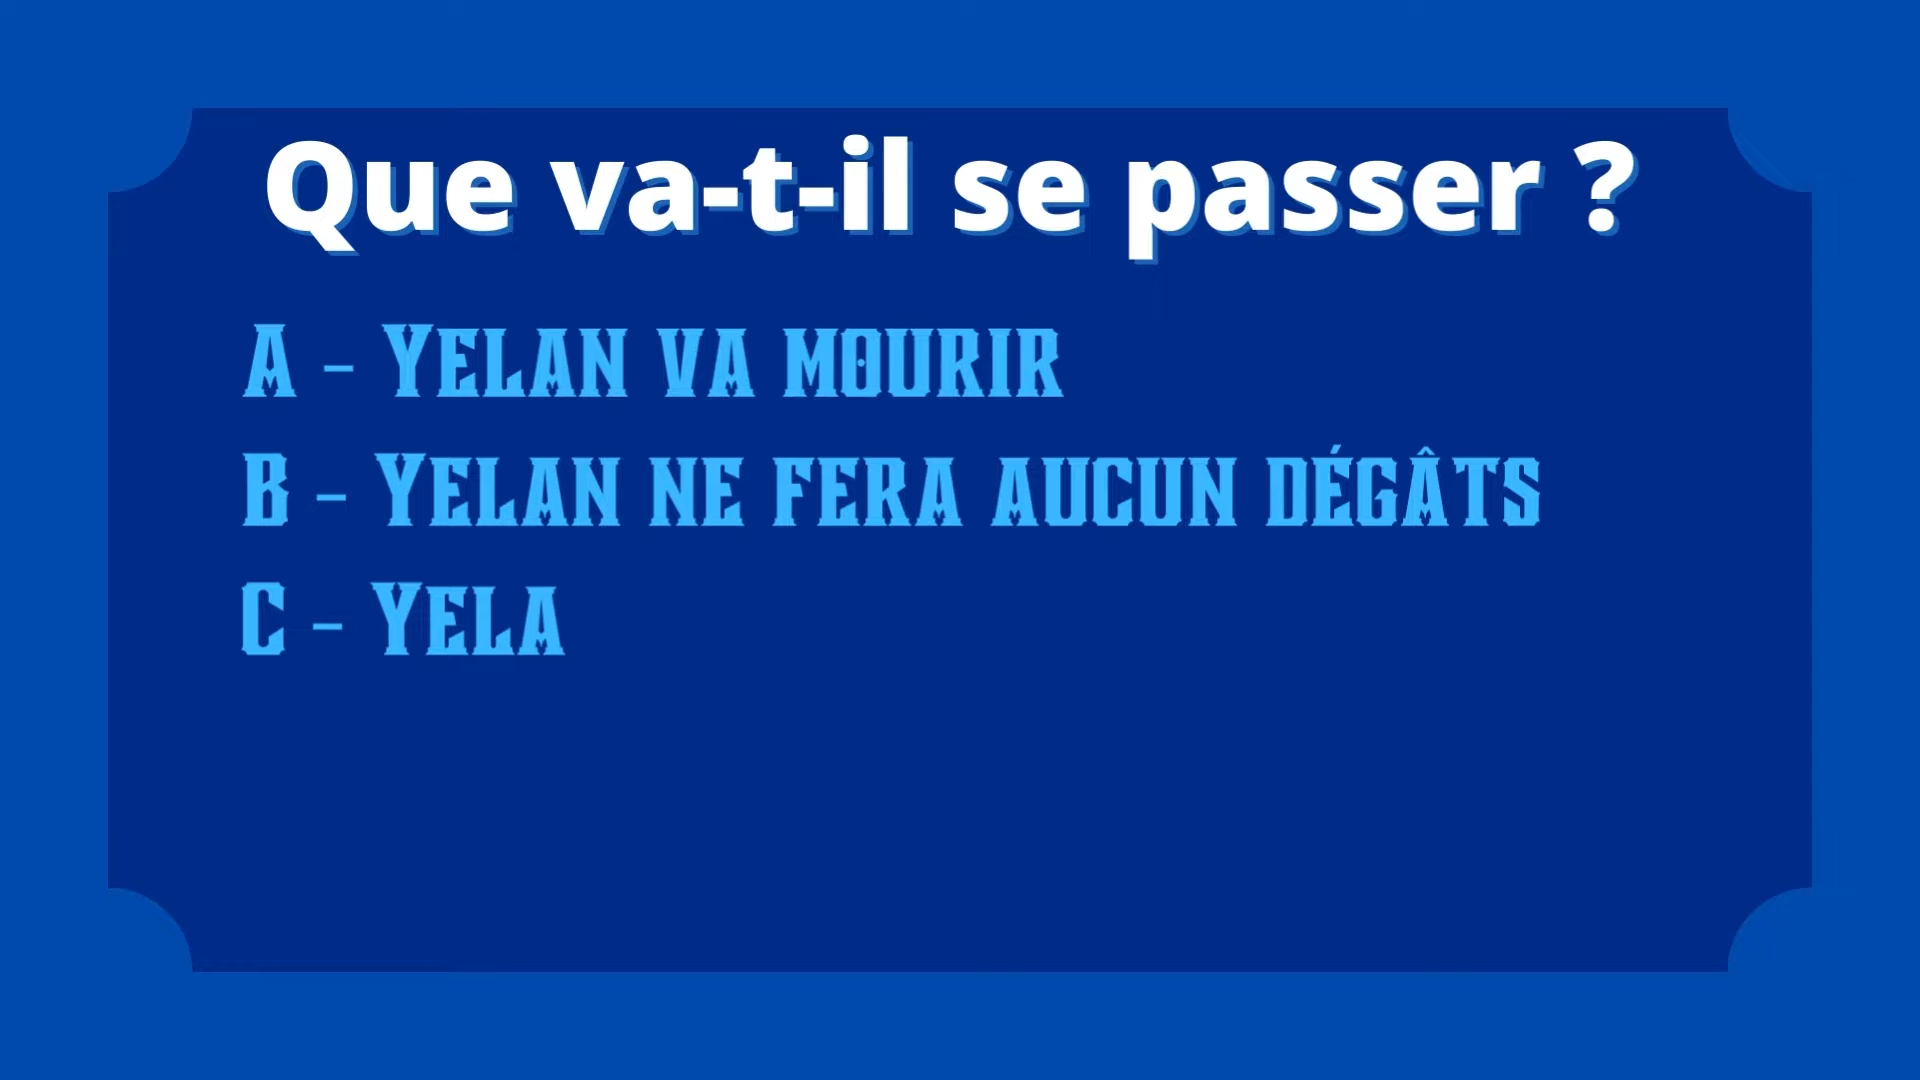 Que va-t-il se passer ?
A - Yelan va mourir
B - Yelan ne fera aucun dégâts
C - Yela